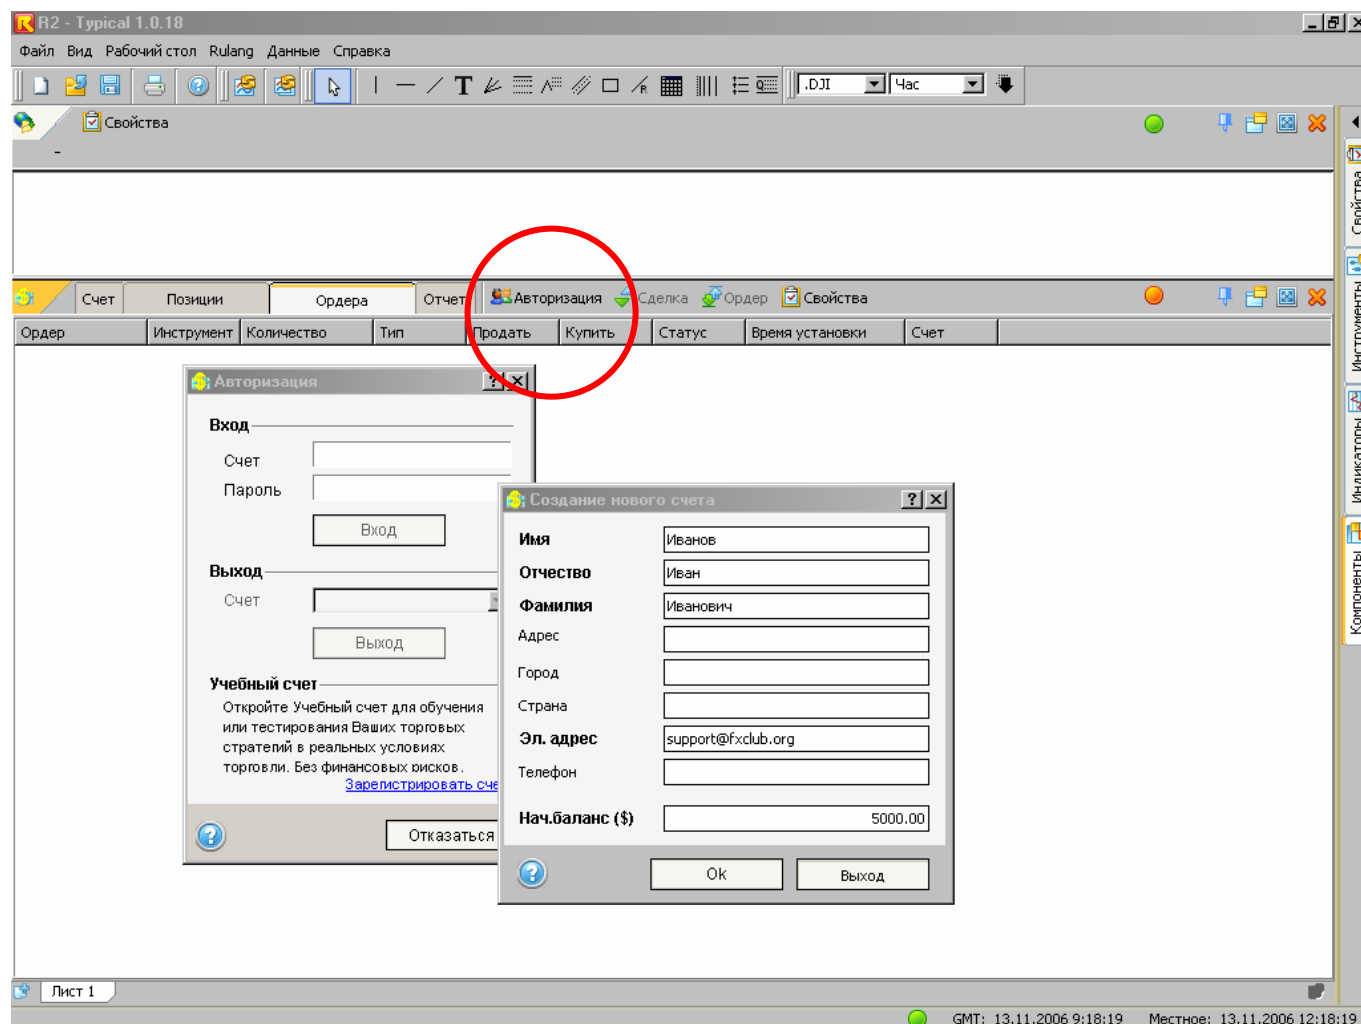 R2 - Typical 1.0.18
Файл Вид Рабочий стол Rulang Данные Справка
.DJI Час
Свойства
-
Счет Позиции Ордера Отчет Авторизация Сделка Ордер Свойства
Ордер Инструмент Количество Тип Продать Купить Статус Время установки Счет
Авторизация
Вход
Счет
Пароль
Вход
Выход
Счет
Выход
Учебный счет
Откройте Учебный счет для обучения
или тестирования Ваших торговых
стратегий в реальных условиях
торговли. Без финансовых рисков.
Зарегистрировать сче
Отказаться
Создание нового счета
Имя Иванов
Отчество Иван
Фамилия Иванович
Адрес
Город
Страна
Эл. адрес support@fxclub.org
Телефон
Нач.баланс ($) 5000.00
Ok Выход
Свойства
Инструменты
Индикаторы
Компоненты
Лист 1
GMT: 13.11.2006 9:18:19 Местное: 13.11.2006 12:18:19